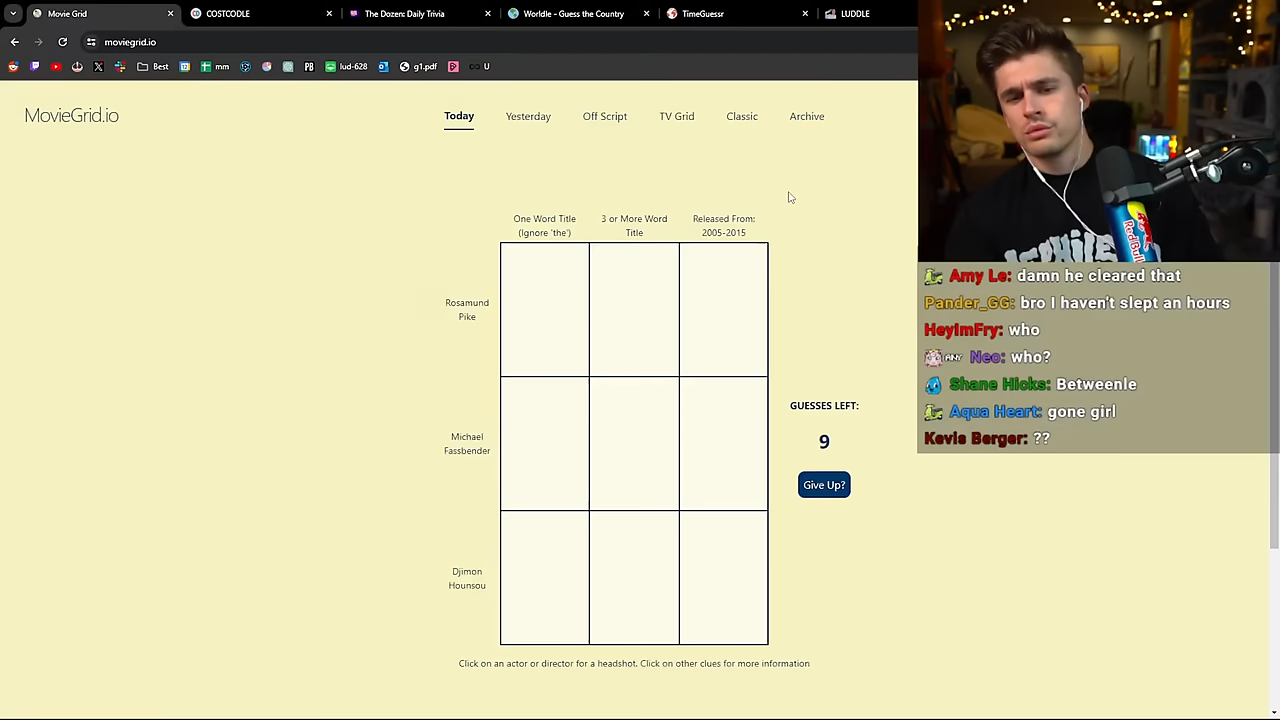 Movie Grid
COSTCODLE
The Dozen: Daily Trivia
Worldle - Guess the Country
TimeGuessr
LUDDLE
moviegrid.io
Best
mm
PB
lud-628
g1.pdf
U
MovieGrid.io
Today
Yesterday
Off Script
TV Grid
Classic
Archive
One Word Title
(Ignore 'the')
3 or More Word
Title
Released From:
2005-2015
Rosamund
Pike
Michael
Fassbender
Djimon
Hounsou
GUESSES LEFT:
9
Give Up?
Click on an actor or director for a headshot. Click on other clues for more information
Red Bull
Amy Le: damn he cleared that
Pander_GG: bro I haven't slept an hours
HeyImFry: who
ANY Neo: who?
Shane Hicks: Betweenle
Aqua Heart: gone girl
Kevis Berger: ??